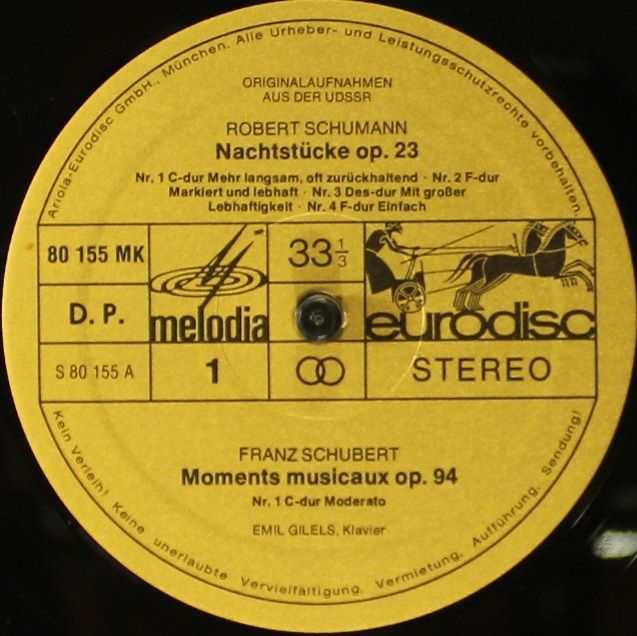 Ariola-Eurodisc GmbH., München. Alle Urheber- und Leistungsschutzrechte vorbehalten.
ORIGINALAUFNAHMEN
AUS DER UDSSR
ROBERT SCHUMANN
Nachtstücke op. 23
Nr. 1 C-dur Mehr langsam, oft zurückhaltend · Nr. 2 F-dur
Markiert und lebhaft · Nr. 3 Des-dur Mit großer
Lebhaftigkeit · Nr. 4 F-dur Einfach
80 155 MK
33 1/3
D. P.
melodia
eurodisc
S 80 155 A
1
STEREO
FRANZ SCHUBERT
Moments musicaux op. 94
Nr. 1 C-dur Moderato
EMIL GILELS, Klavier
Kein Verleih! Keine unerlaubte Vervielfältigung, Vermietung, Aufführung, Sendung!